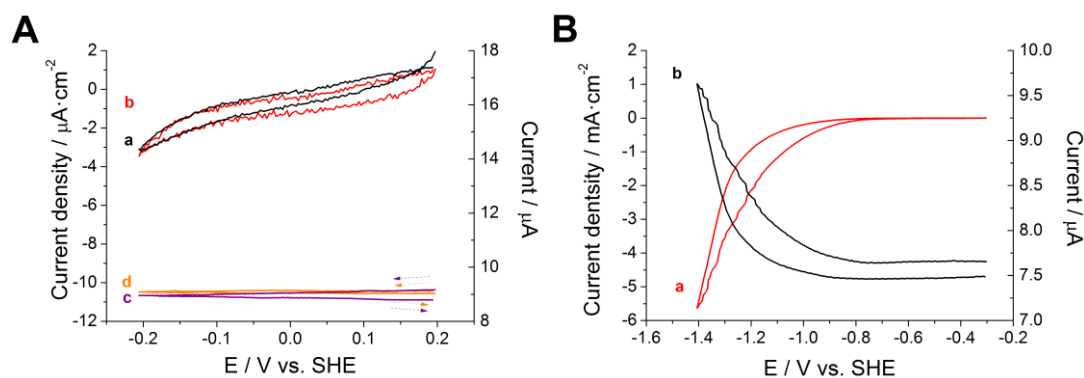 A
B
Current density / μA·cm⁻²
2
0
-2
-4
-6
-8
-10
-12
b
a
d
c
18
16
14
12
10
8
Current / μA
-0.2 -0.1 0.0 0.1 0.2
E / V vs. SHE
Current dentsity / mA·cm⁻²
2
1
0
-1
-2
-3
-4
-5
-6
b
a
10.0
9.5
9.0
8.5
8.0
7.5
7.0
Current / μA
-1.6 -1.4 -1.2 -1.0 -0.8 -0.6 -0.4 -0.2
E / V vs. SHE